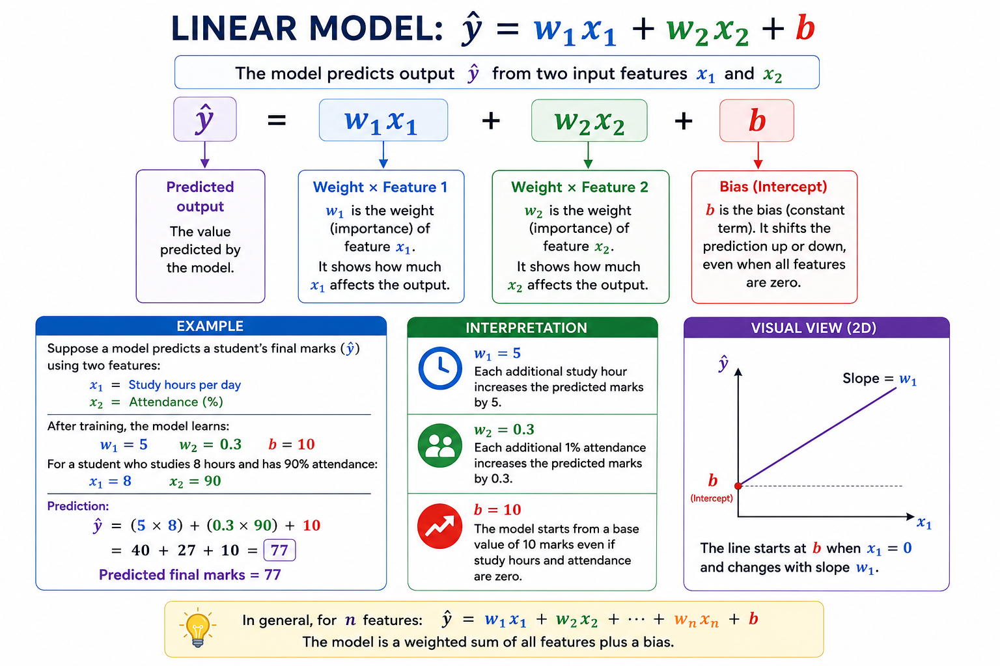 LINEAR MODEL: ŷ = w₁x₁ + w₂x₂ + b
The model predicts output ŷ from two input features x₁ and x₂
ŷ = w₁x₁ + w₂x₂ + b
Predicted
output
The value
predicted by
the model.
Weight × Feature 1
w₁ is the weight
(importance) of
feature x₁.
It shows how much
x₁ affects the output.
Weight × Feature 2
w₂ is the weight
(importance) of
feature x₂.
It shows how much
x₂ affects the output.
Bias (Intercept)
b is the bias (constant
term). It shifts the
prediction up or down,
even when all features
are zero.
EXAMPLE
Suppose a model predicts a student's final marks (ŷ)
using two features:
x₁ = Study hours per day
x₂ = Attendance (%)
After training, the model learns:
w₁ = 5 w₂ = 0.3 b = 10
For a student who studies 8 hours and has 90% attendance:
x₁ = 8 x₂ = 90
Prediction:
ŷ = (5 × 8) + (0.3 × 90) + 10
= 40 + 27 + 10 = 77
Predicted final marks = 77
INTERPRETATION
w₁ = 5
Each additional study hour
increases the predicted marks
by 5.
w₂ = 0.3
Each additional 1% attendance
increases the predicted marks
by 0.3.
b = 10
The model starts from a base
value of 10 marks even if
study hours and attendance
are zero.
VISUAL VIEW (2D)
ŷ
Slope = w₁
b
(Intercept)
x₁
The line starts at b when x₁ = 0
and changes with slope w₁.
In general, for n features: ŷ = w₁x₁ + w₂x₂ + ⋯ + wₙxₙ + b
The model is a weighted sum of all features plus a bias.